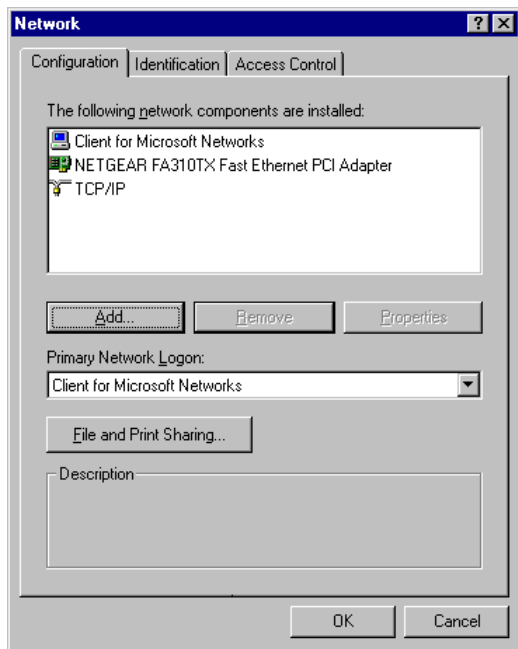 Network
Configuration Identification Access Control
The following network components are installed:
Client for Microsoft Networks
NETGEAR FA310TX Fast Ethernet PCI Adapter
TCP/IP
Add... Remove Properties
Primary Network Logon:
Client for Microsoft Networks
File and Print Sharing...
Description
OK Cancel